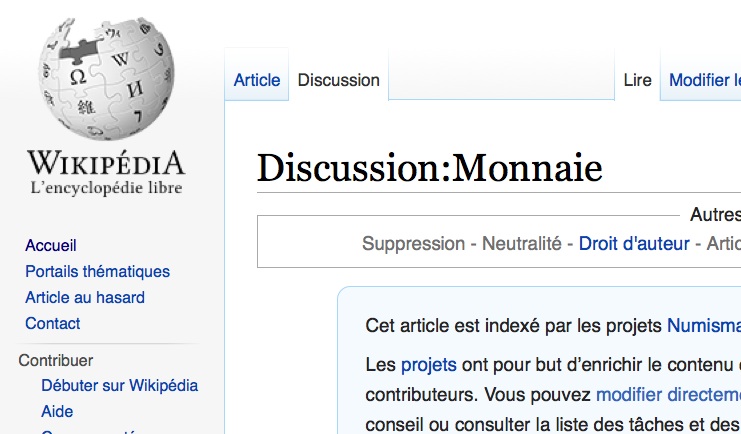 Ω W И 維 7
WIKIPÉDIA
L'encyclopédie libre
Accueil
Portails thématiques
Article au hasard
Contact
Contribuer
Débuter sur Wikipédia
Aide
Article Discussion Lire Modifier le
Discussion:Monnaie
Autres
Suppression - Neutralité - Droit d'auteur - Artic
Cet article est indexé par les projets Numisma
Les projets ont pour but d'enrichir le contenu
contributeurs. Vous pouvez modifier directeme
conseil ou consulter la liste des tâches et des